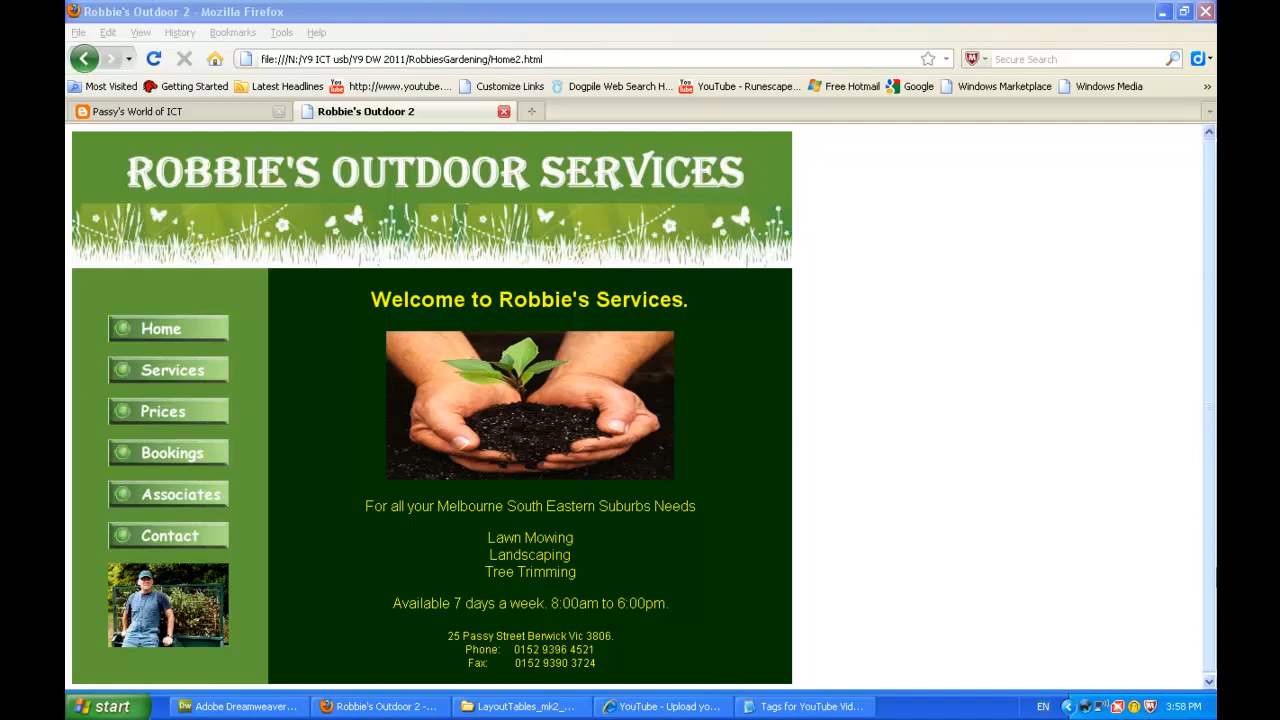 Robbie's Outdoor 2 - Mozilla Firefox
File Edit View History Bookmarks Tools Help
file:///N:/Y9 ICT usb/Y9 DW 2011/RobbiesGardening/Home2.html
Secure Search
Most Visited Getting Started Latest Headlines http://www.youtube.... Customize Links Dogpile Web Search H... YouTube - Runescape... Free Hotmail Google Windows Marketplace Windows Media
Passy's World of ICT Robbie's Outdoor 2
ROBBIE'S OUTDOOR SERVICES
Home
Services
Prices
Bookings
Associates
Contact
Welcome to Robbie's Services.
For all your Melbourne South Eastern Suburbs Needs
Lawn Mowing
Landscaping
Tree Trimming
Available 7 days a week. 8:00am to 6:00pm.
25 Passy Street Berwick Vic 3806.
Phone: 0152 9396 4521
Fax: 0152 9390 3724
start Adobe Dreamweaver... Robbie's Outdoor 2 -... LayoutTables_mk2_... YouTube - Upload yo... Tags for YouTube Vid... EN 3:58 PM